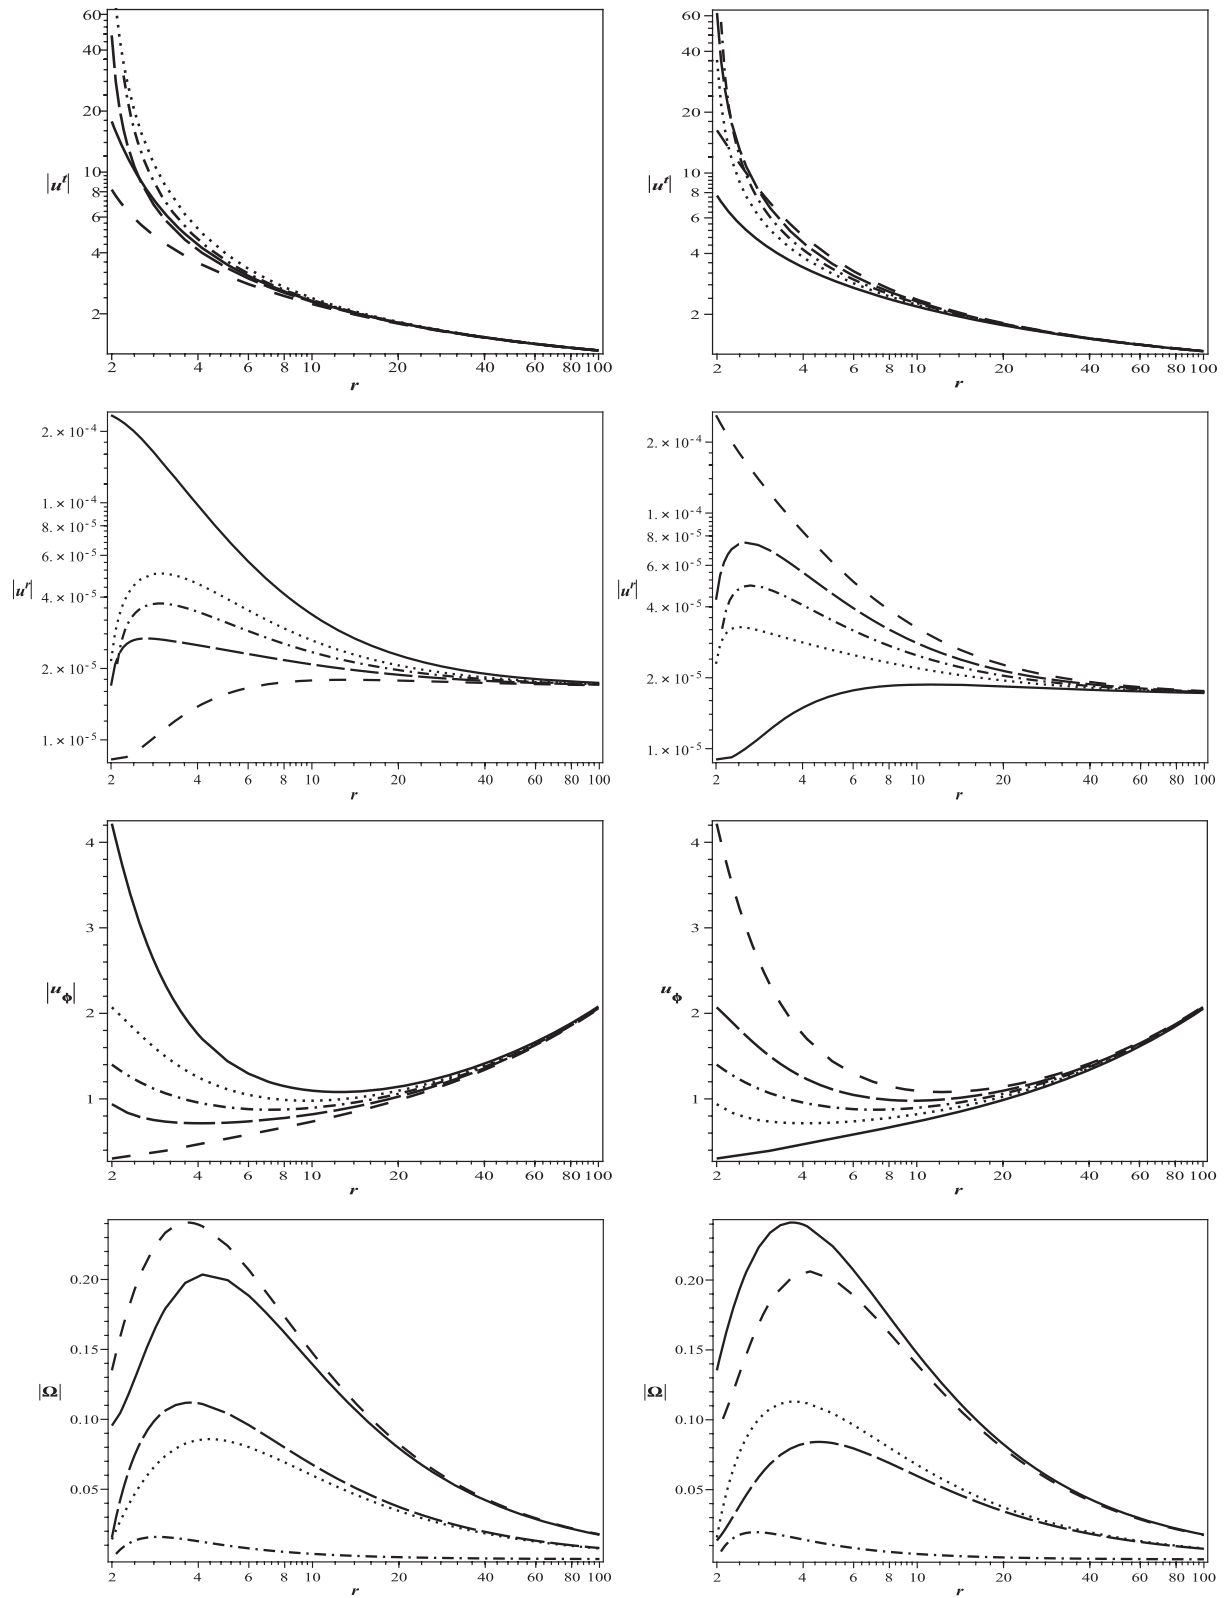 60 40 20 10 8 6 4 2
|u^t|
2 4 6 8 10 20 40 60 80 100
r
60 40 20 10 8 6 4 2
|u^t|
2 4 6 8 10 20 40 60 80 100
r
2. × 10^-4
1. × 10^-4
8. × 10^-5
6. × 10^-5
4. × 10^-5
2. × 10^-5
1. × 10^-5
|u^r|
2 4 6 8 10 20 40 60 80 100
r
2. × 10^-4
1. × 10^-4
8. × 10^-5
6. × 10^-5
4. × 10^-5
2. × 10^-5
1. × 10^-5
|u^r|
2 4 6 8 10 20 40 60 80 100
r
4 3 2 1
|u_ϕ|
2 4 6 8 10 20 40 60 80 100
r
4 3 2 1
u_ϕ
2 4 6 8 10 20 40 60 80 100
r
0.20 0.15 0.10 0.05
|Ω|
2 4 6 8 10 20 40 60 80 100
r
0.20 0.15 0.10 0.05
|Ω|
2 4 6 8 10 20 40 60 80 100
r